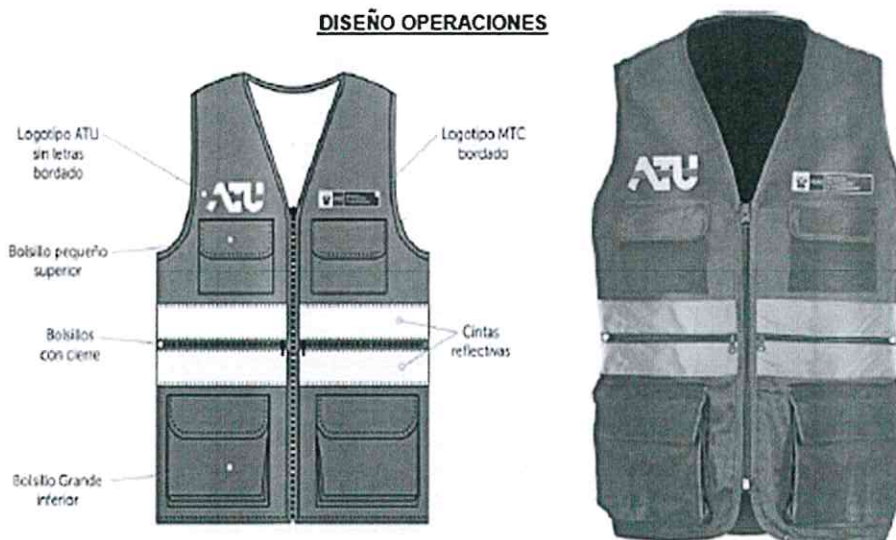 DISEÑO OPERACIONES
Logotipo ATU
sin letras
bordado
Logotipo MTC
bordado
ATU
ATU
Bolsillo pequeño
superior
Bolsillos
con cierre
Cintas
reflectivas
Bolsillo Grande
inferior